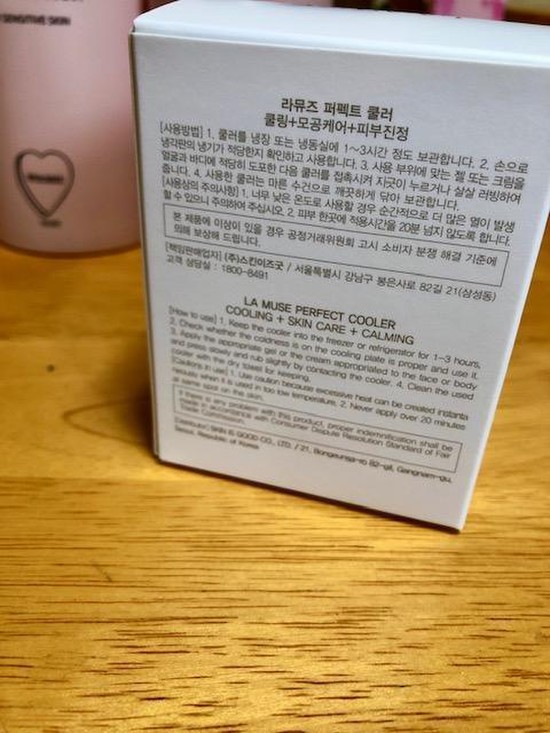 SENSITIVE SKIN
라뮤즈 퍼펙트 쿨러
쿨링+모공케어+피부진정
[사용방법] 1. 쿨러를 냉장 또는 냉동실에 1~3시간 정도 보관합니다. 2. 손으로
냉각판의 냉기가 적당한지 확인하고 사용합니다. 3. 사용 부위에 맞는 젤 또는 크림을
얼굴과 바디에 적당히 도포한 다음 쿨러를 접촉시켜 지긋이 누르거나 살살 러빙하여
줍니다. 4. 사용한 쿨러는 마른 수건으로 깨끗하게 닦아 보관합니다.
[사용상의 주의사항] 1. 너무 낮은 온도로 사용할 경우 순간적으로 더 많은 열이 발생
할 수 있으니 주의하여 주십시오. 2. 피부 한곳에 적용시간을 20분 넘지 않도록 합니다.
본 제품에 이상이 있을 경우 공정거래위원회 고시 소비자 분쟁 해결 기준에
의해 보상해 드립니다.
[책임판매업자] (주)스킨이즈굿 / 서울특별시 강남구 봉은사로 82길 21(삼성동)
고객 상담실 : 1800-8491
LA MUSE PERFECT COOLER
COOLING + SKIN CARE + CALMING
[How to use] 1. Keep the cooler into the freezer or refrigerator for 1~3 hours,
2. Check whether the coldness is on the cooling plate is proper and use it.
3. Apply the appropriate gel or the cream appropriated to the face or body
and pass slowly and rub slightly by contacting the cooler. 4. Clean the used
cooler with the dry towel for keeping.
[Cautions in use] 1. Use caution because excessive heat can be created instanta
neously when it is used in too low temperature. 2. Never apply over 20 minutes
at same spot on the skin.
If there is any problem with this product, proper indemnification shall be
made in accordance with Consumer Dispute Resolution Standard of Fair
Trade Commission.
[Distributor] SKIN IS GOOD CO., LTD. / 21, Bongeunsa-ro 82-gil, Gangnam-gu,
Seoul, Republic of Korea